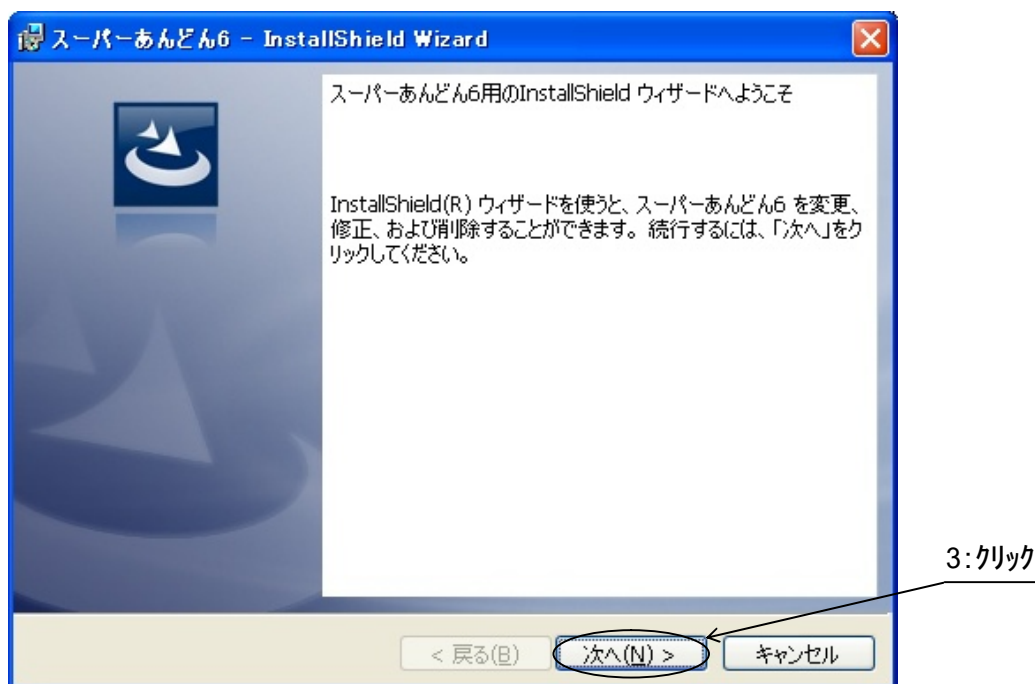 スーパーあんどん6 - InstallShield Wizard
スーパーあんどん6用のInstallShield ウィザードへようこそ
InstallShield(R) ウィザードを使うと、スーパーあんどん6 を変更、
修正、および削除することができます。続行するには、「次へ」をク
リックしてください。
3:クリック
< 戻る(B)
次へ(N) >
キャンセル